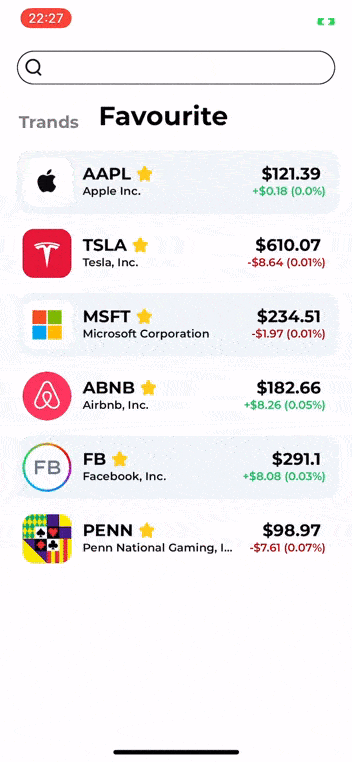 22:27
Trands Favourite
AAPL $121.39
Apple Inc. +$0.18 (0.0%)
TSLA $610.07
Tesla, Inc. -$8.64 (0.01%)
MSFT $234.51
Microsoft Corporation -$1.97 (0.01%)
ABNB $182.66
Airbnb, Inc. +$8.26 (0.05%)
FB FB $291.1
Facebook, Inc. +$8.08 (0.03%)
PENN $98.97
Penn National Gaming, I... -$7.61 (0.07%)